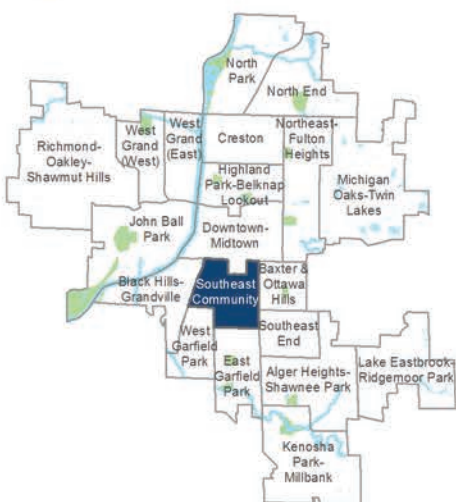 North
Park
North End
West
Grand
(West)
West
Grand
(East)
Creston
Northeast-
Fulton
Heights
Richmond-
Oakley-
Shawmut Hills
Highland
Park-Belknap
Lookout
Michigan
Oaks-Twin
Lakes
John Ball
Park
Downtown-
Midtown
Black Hills-
Grandville
Southeast
Community
Baxter &
Ottawa
Hills
West
Garfield
Park
Southeast
End
East
Garfield
Park
Alger Heights-
Shawnee Park
Lake Eastbrook-
Ridgemoor Park
Kenosha
Park-
Millbank